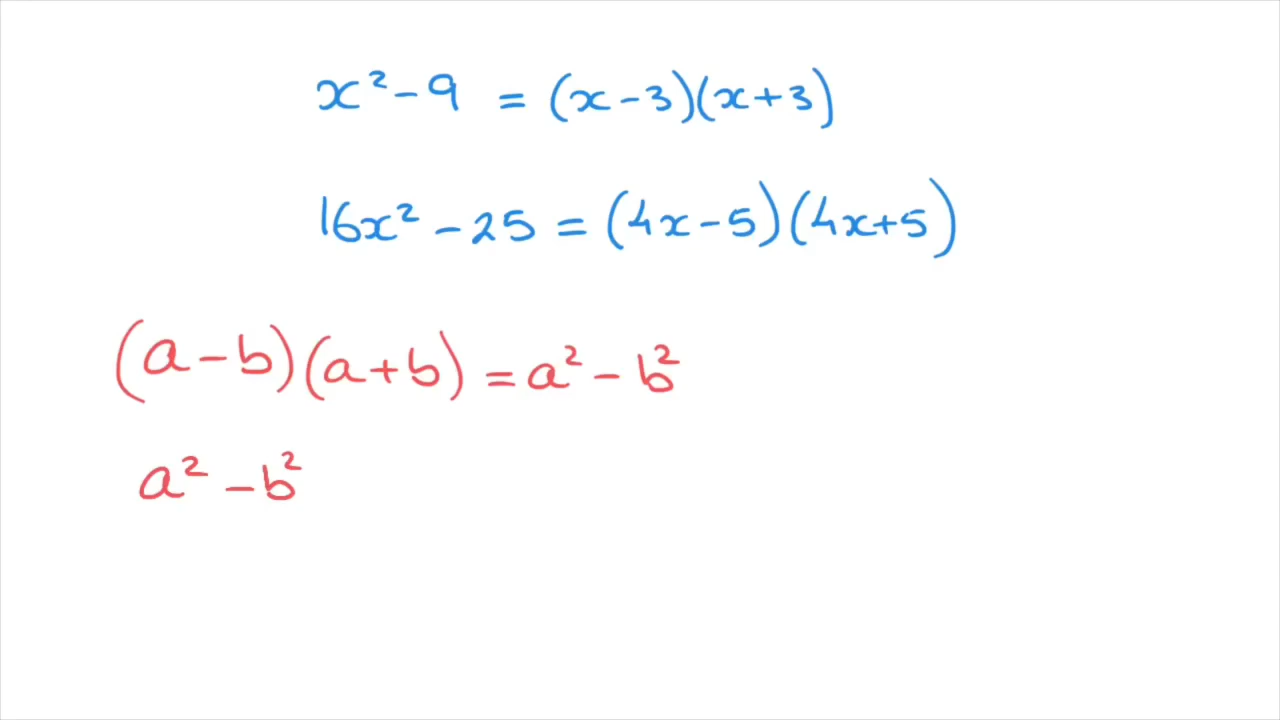 x² - 9 = (x - 3)(x + 3)
16x² - 25 = (4x - 5)(4x + 5)
(a - b)(a + b) = a² - b²
a² - b²